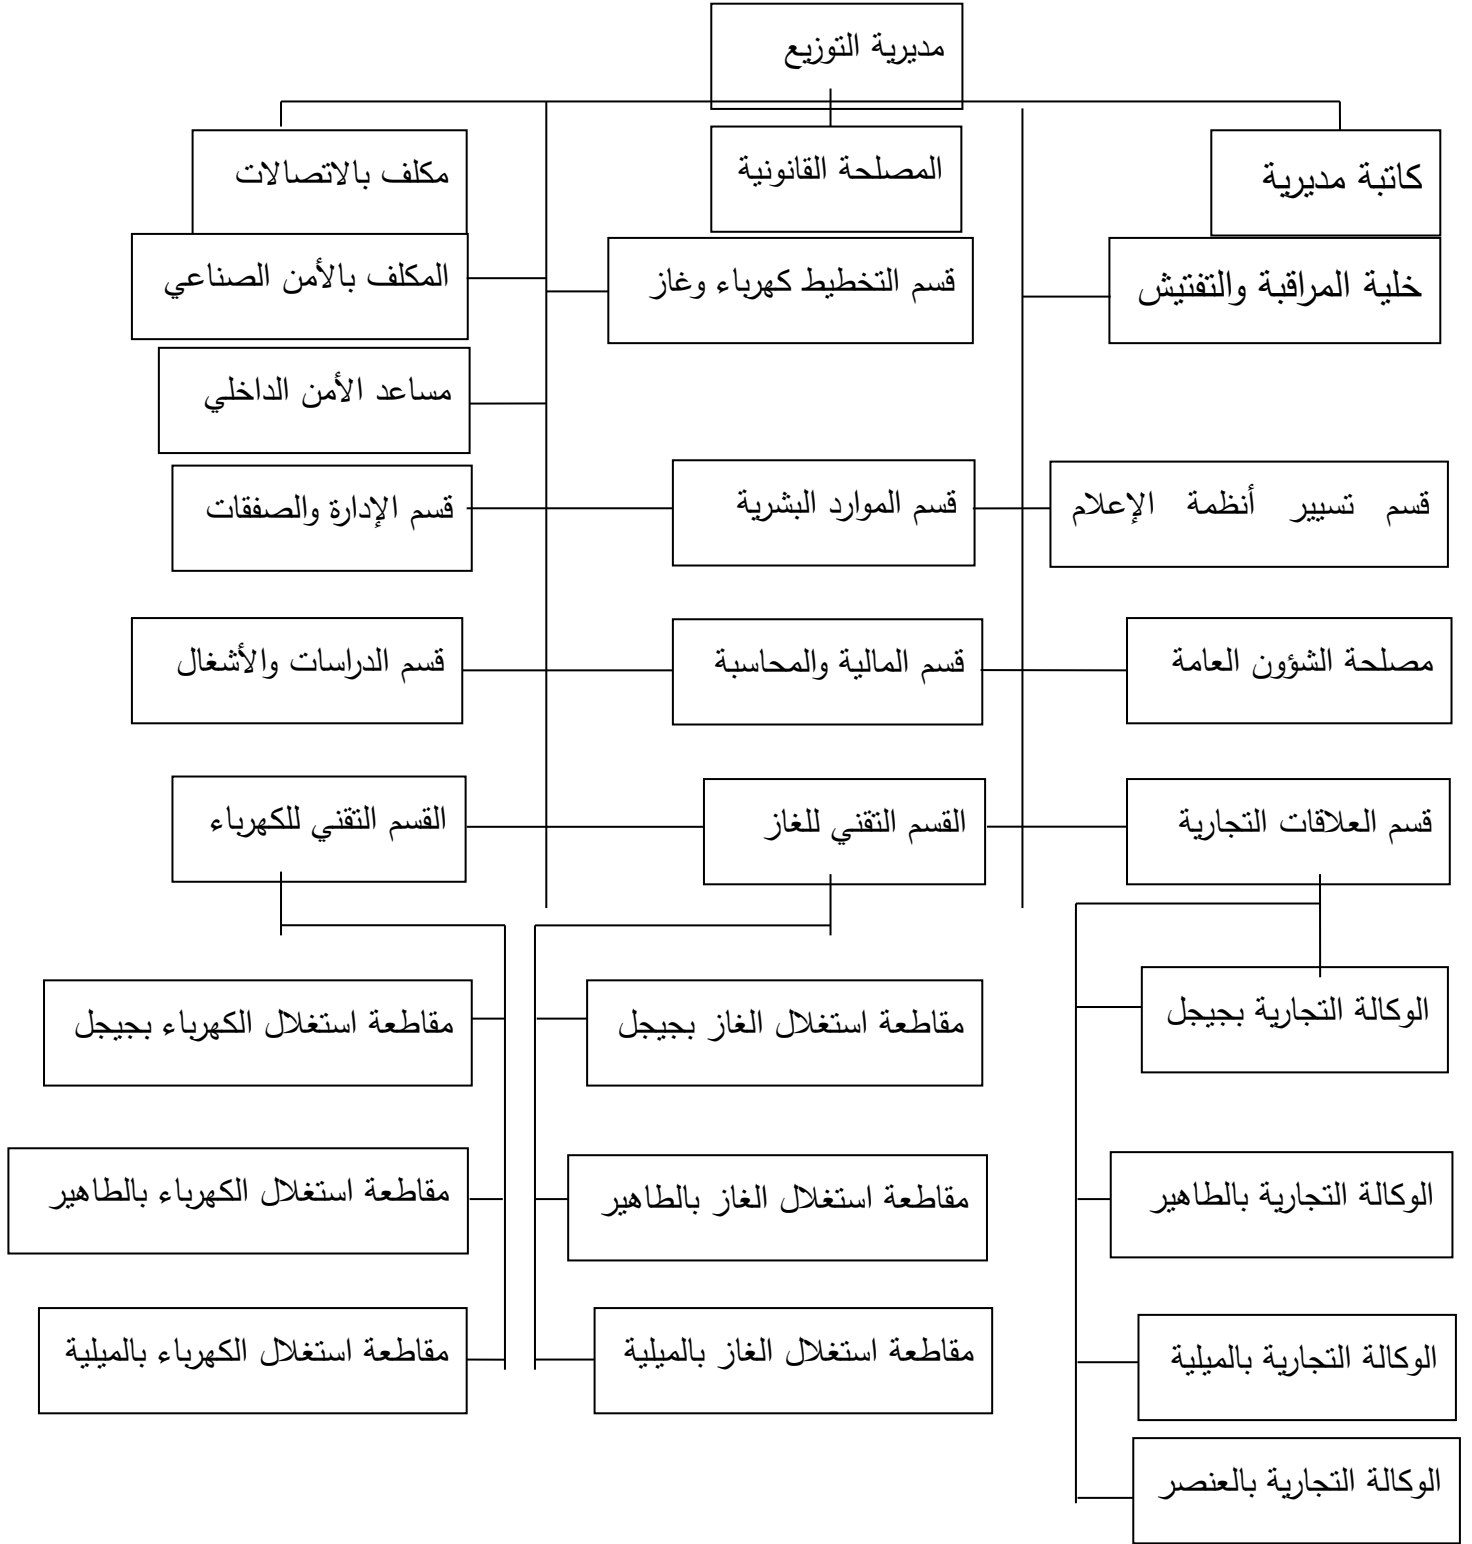 مديرية التوزيع
كاتبة مديرية
المصلحة القانونية
مكلف بالاتصالات
خلية المراقبة والتفتيش
قسم التخطيط كهرباء وغاز
المكلف بالأمن الصناعي
مساعد الأمن الداخلي
قسم تسيير أنظمة الإعلام
قسم الموارد البشرية
قسم الإدارة والصفقات
مصلحة الشؤون العامة
قسم المالية والمحاسبة
قسم الدراسات والأشغال
قسم العلاقات التجارية
القسم التقني للغاز
القسم التقني للكهرباء
الوكالة التجارية بجيجل
مقاطعة استغلال الغاز بجيجل
مقاطعة استغلال الكهرباء بجيجل
الوكالة التجارية بالطاهير
مقاطعة استغلال الغاز بالطاهير
مقاطعة استغلال الكهرباء بالطاهير
الوكالة التجارية بالميلية
مقاطعة استغلال الغاز بالميلية
مقاطعة استغلال الكهرباء بالميلية
الوكالة التجارية بالعنصر